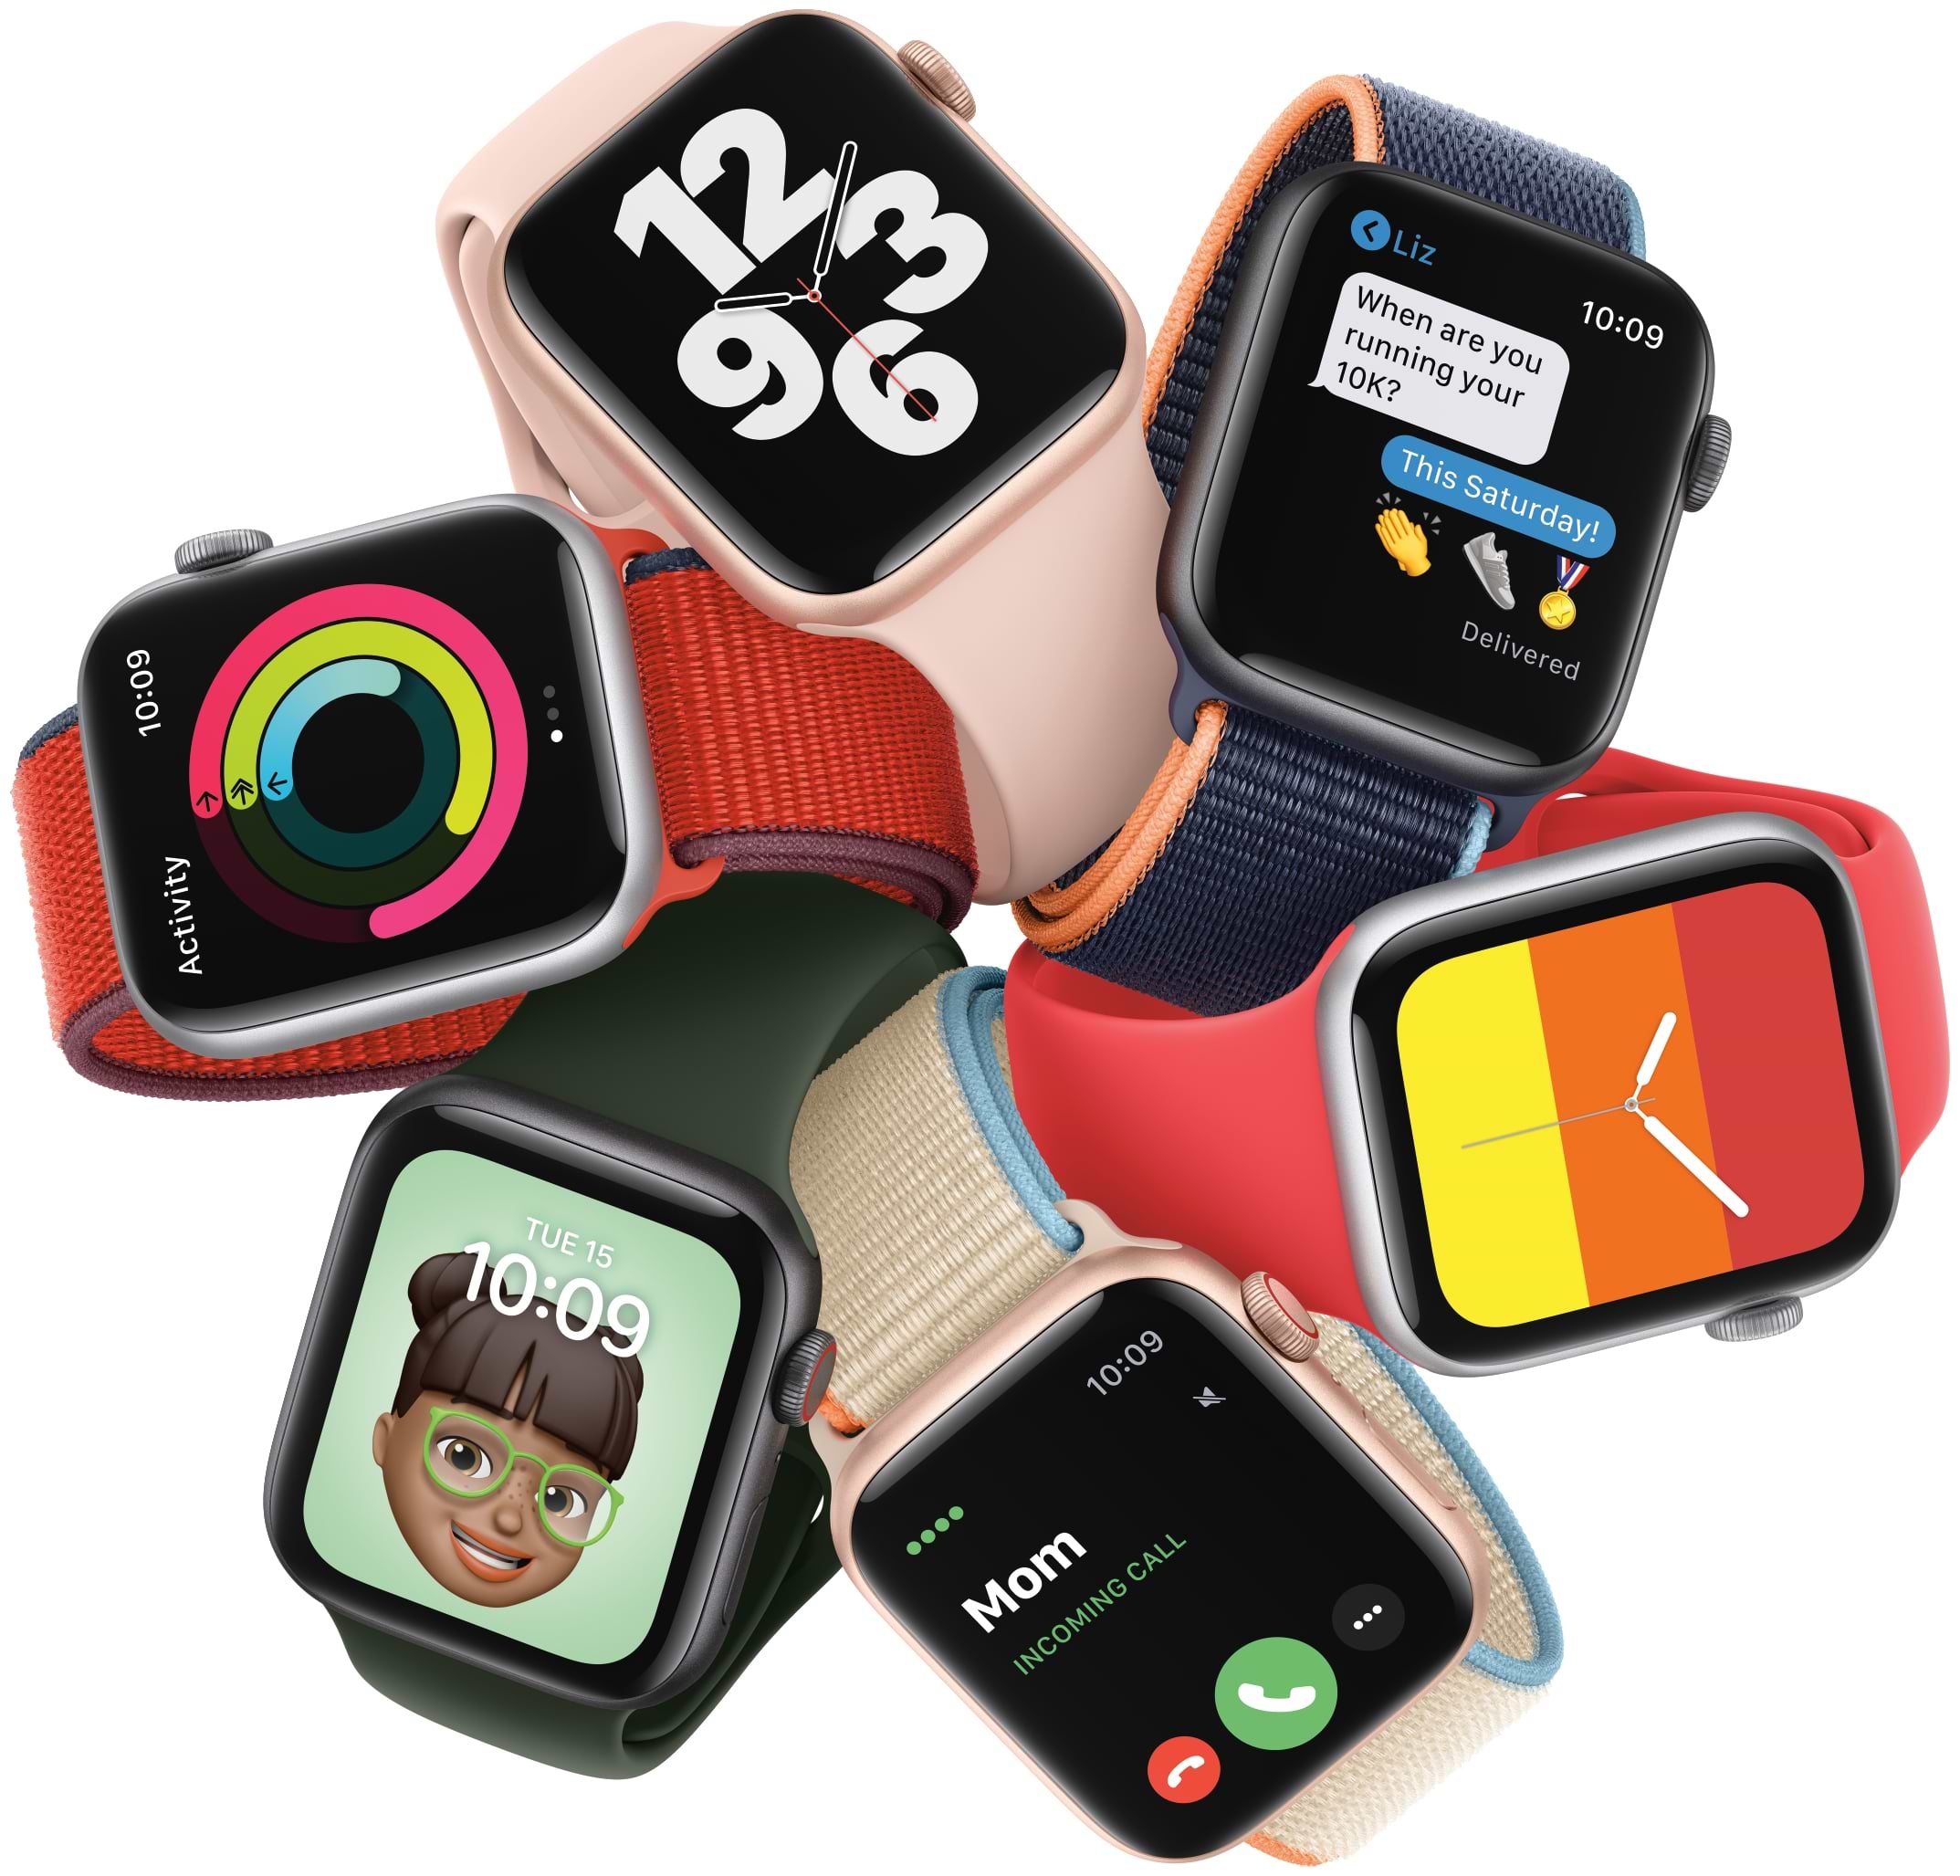 12
3
9
6
Liz
10:09
When are you
running your
10K?
This Saturday!
Delivered
10:09
Activity
TUE 15
10:09
10:09
Mom
INCOMING CALL